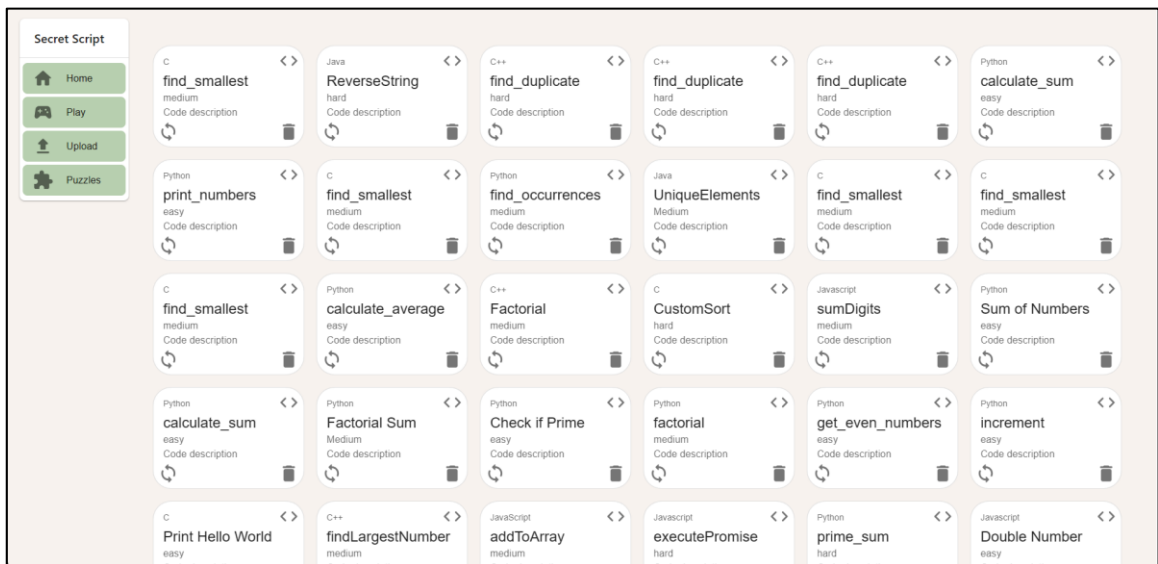 Secret Script
Home
Play
Upload
Puzzles
C
find_smallest
medium
Code description
Java
ReverseString
hard
Code description
C++
find_duplicate
hard
Code description
C++
find_duplicate
hard
Code description
C++
find_duplicate
hard
Code description
Python
calculate_sum
easy
Code description
Python
print_numbers
easy
Code description
C
find_smallest
medium
Code description
Python
find_occurrences
medium
Code description
Java
UniqueElements
Medium
Code description
C
find_smallest
medium
Code description
C
find_smallest
medium
Code description
C
find_smallest
medium
Code description
Python
calculate_average
easy
Code description
C++
Factorial
medium
Code description
C
CustomSort
hard
Code description
Javascript
sumDigits
medium
Code description
Python
Sum of Numbers
easy
Code description
Python
calculate_sum
easy
Code description
Python
Factorial Sum
Medium
Code description
Python
Check if Prime
easy
Code description
Python
factorial
medium
Code description
Python
get_even_numbers
easy
Code description
Python
increment
easy
Code description
C
Print Hello World
easy
C++
findLargestNumber
medium
JavaScript
addToArray
medium
Javascript
executePromise
hard
Python
prime_sum
hard
Javascript
Double Number
easy